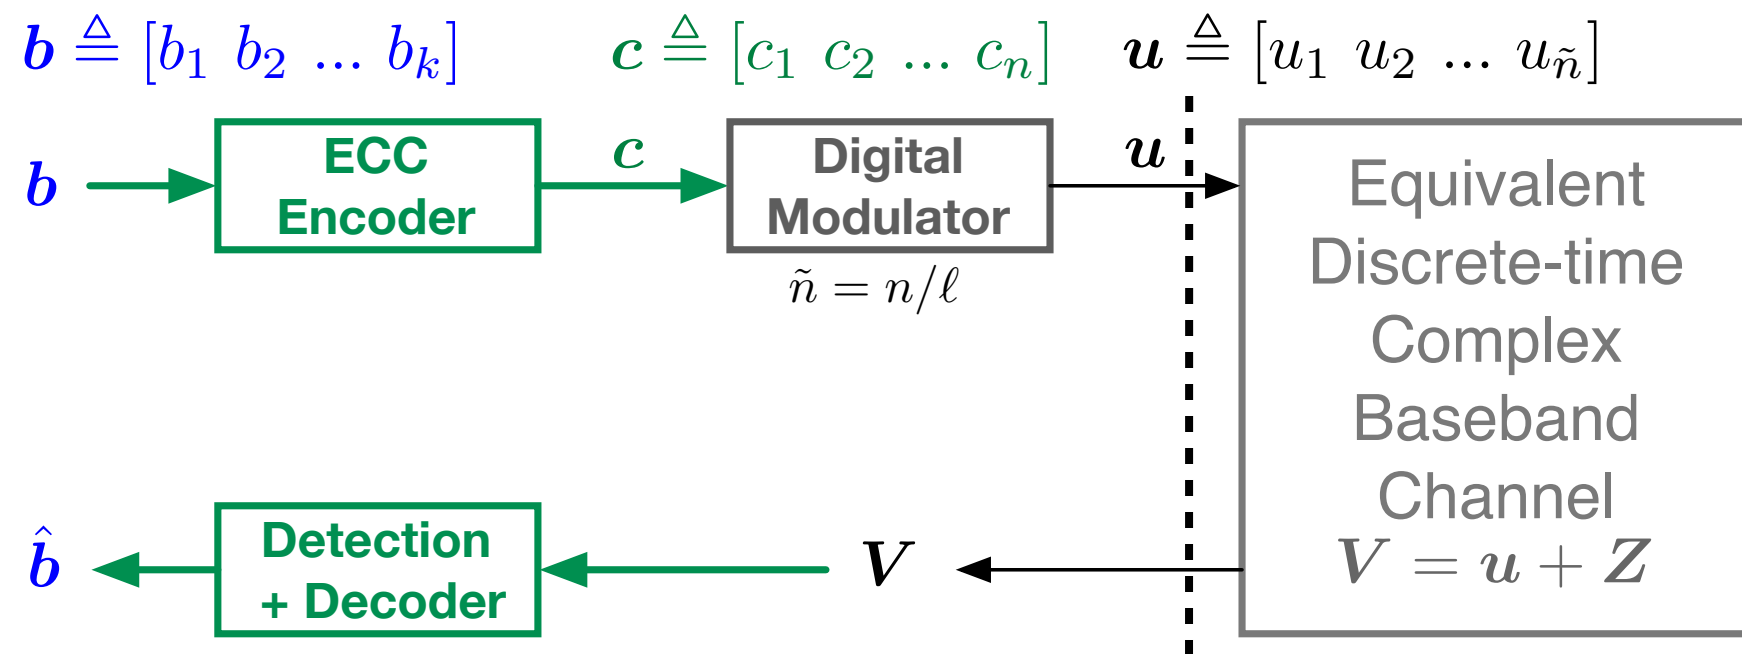 b ≜ [b₁ b₂ ... bₖ]
c ≜ [c₁ c₂ ... cₙ]
u ≜ [u₁ u₂ ... u_ñ]
b
ECC
Encoder
c
Digital
Modulator
ñ = n/ℓ
u
Equivalent
Discrete-time
Complex
Baseband
Channel
V = u + Z
b̂
Detection
+ Decoder
V